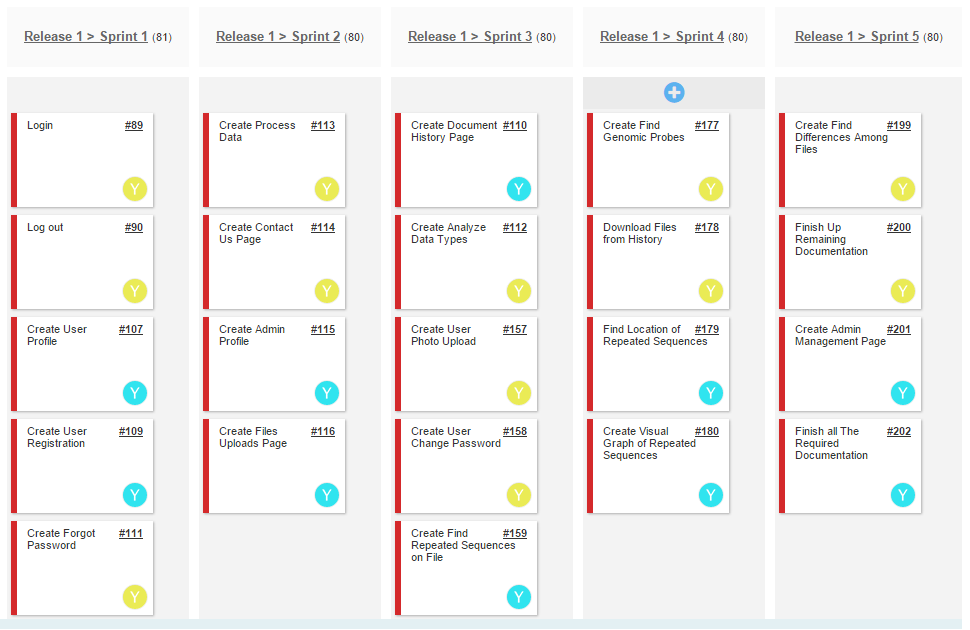 Release 1 > Sprint 1 (81)
Release 1 > Sprint 2 (80)
Release 1 > Sprint 3 (80)
Release 1 > Sprint 4 (80)
Release 1 > Sprint 5 (80)
Login #89
Y
Log out #90
Y
Create User #107
Profile
Y
Create User #109
Registration
Y
Create Forgot #111
Password
Y
Create Process #113
Data
Y
Create Contact #114
Us Page
Y
Create Admin #115
Profile
Y
Create Files #116
Uploads Page
Y
Create Document #110
History Page
Y
Create Analyze #112
Data Types
Y
Create User #157
Photo Upload
Y
Create User #158
Change Password
Y
Create Find #159
Repeated Sequences
on File
Y
Create Find #177
Genomic Probes
Y
Download Files #178
from History
Y
Find Location of #179
Repeated Sequences
Y
Create Visual #180
Graph of Repeated
Sequences
Y
Create Find #199
Differences Among
Files
Y
Finish Up #200
Remaining
Documentation
Y
Create Admin #201
Management Page
Y
Finish all The #202
Required
Documentation
Y